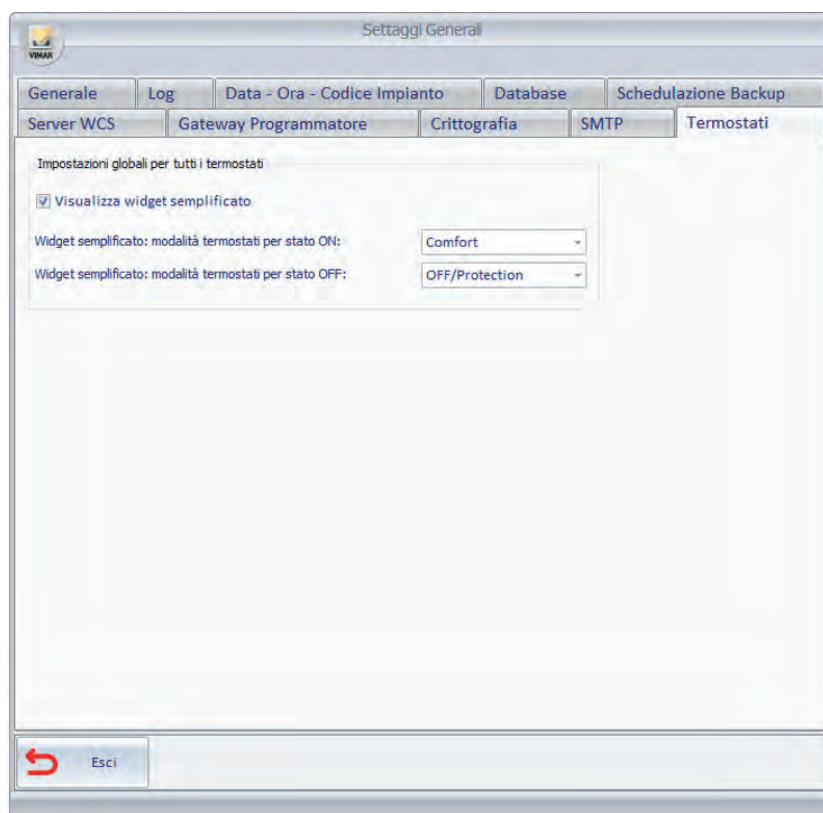 Settaggi Generali
VIMAR
Generale Log Data - Ora - Codice Impianto Database Schedulazione Backup
Server WCS Gateway Programmatore Crittografia SMTP Termostati
Impostazioni globali per tutti i termostati
Visualizza widget semplificato
Widget semplificato: modalità termostati per stato ON: Comfort
Widget semplificato: modalità termostati per stato OFF: OFF/Protection
Esci